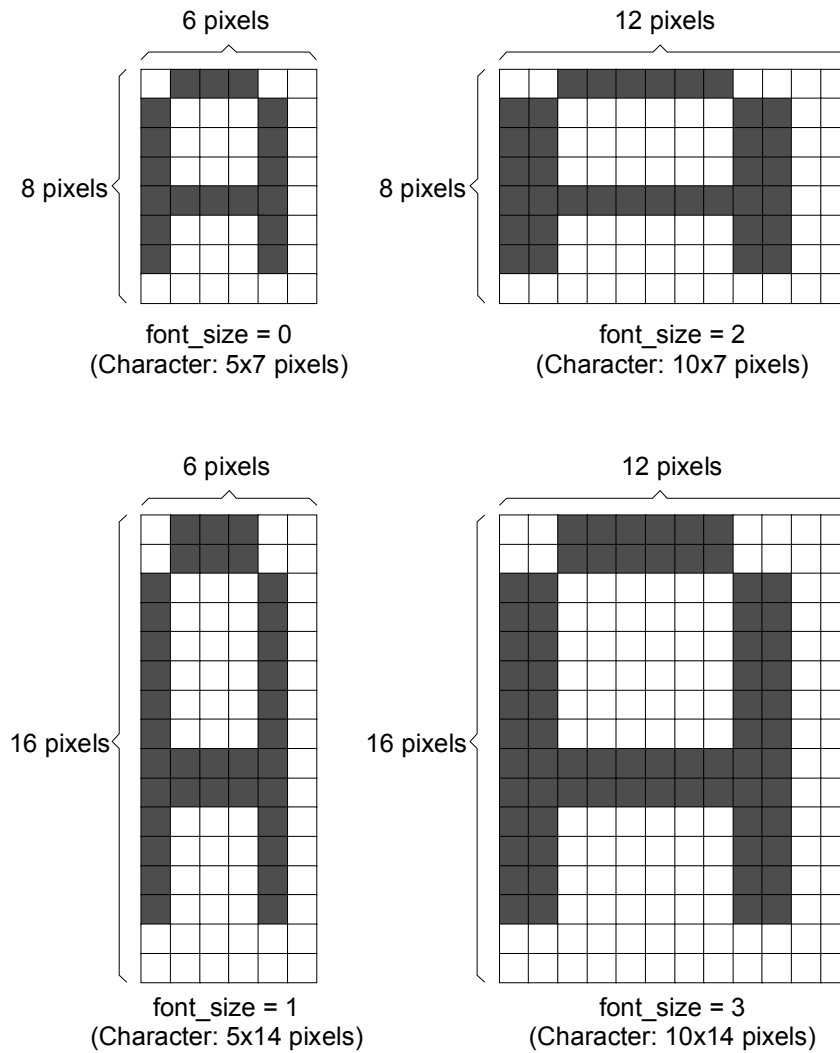 6 pixels
8 pixels
font_size = 0
(Character: 5x7 pixels)
12 pixels
8 pixels
font_size = 2
(Character: 10x7 pixels)
6 pixels
16 pixels
font_size = 1
(Character: 5x14 pixels)
12 pixels
16 pixels
font_size = 3
(Character: 10x14 pixels)